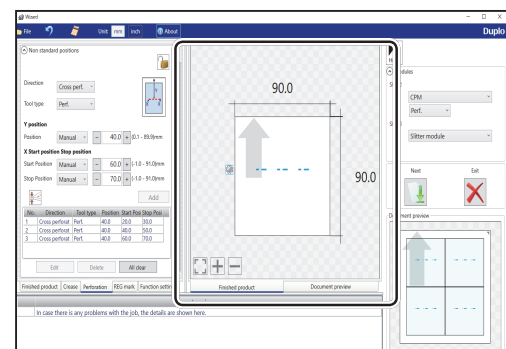 Wizard
File
Unit mm inch
About
Duplo
Non standard positions
Direction Cross perf.
Tool type Perf.
Y position
Position Manual - 40.0 + (0.1 - 89.9)mm
X Start position Stop position
Start Position Manual - 60.0 + (-1.0 - 91.0)mm
Stop Position Manual - 70.0 + (-1.0 - 91.0)mm
Add
No. Direction Tool type Position Start Posi Stop Posi
1 Cross perforat Perf. 40.0 20.0 30.0
2 Cross perforat Perf. 40.0 40.0 50.0
3 Cross perforat Perf. 40.0 60.0 70.0
Edit Delete All clear
Finished product Crease Perforation REG mark Function settin
In case there is any problems with the job, the details are shown here.
90.0
90.0
Finished product Document preview
dules
CPM
Perf.
Slitter module
Next Exit
ment preview